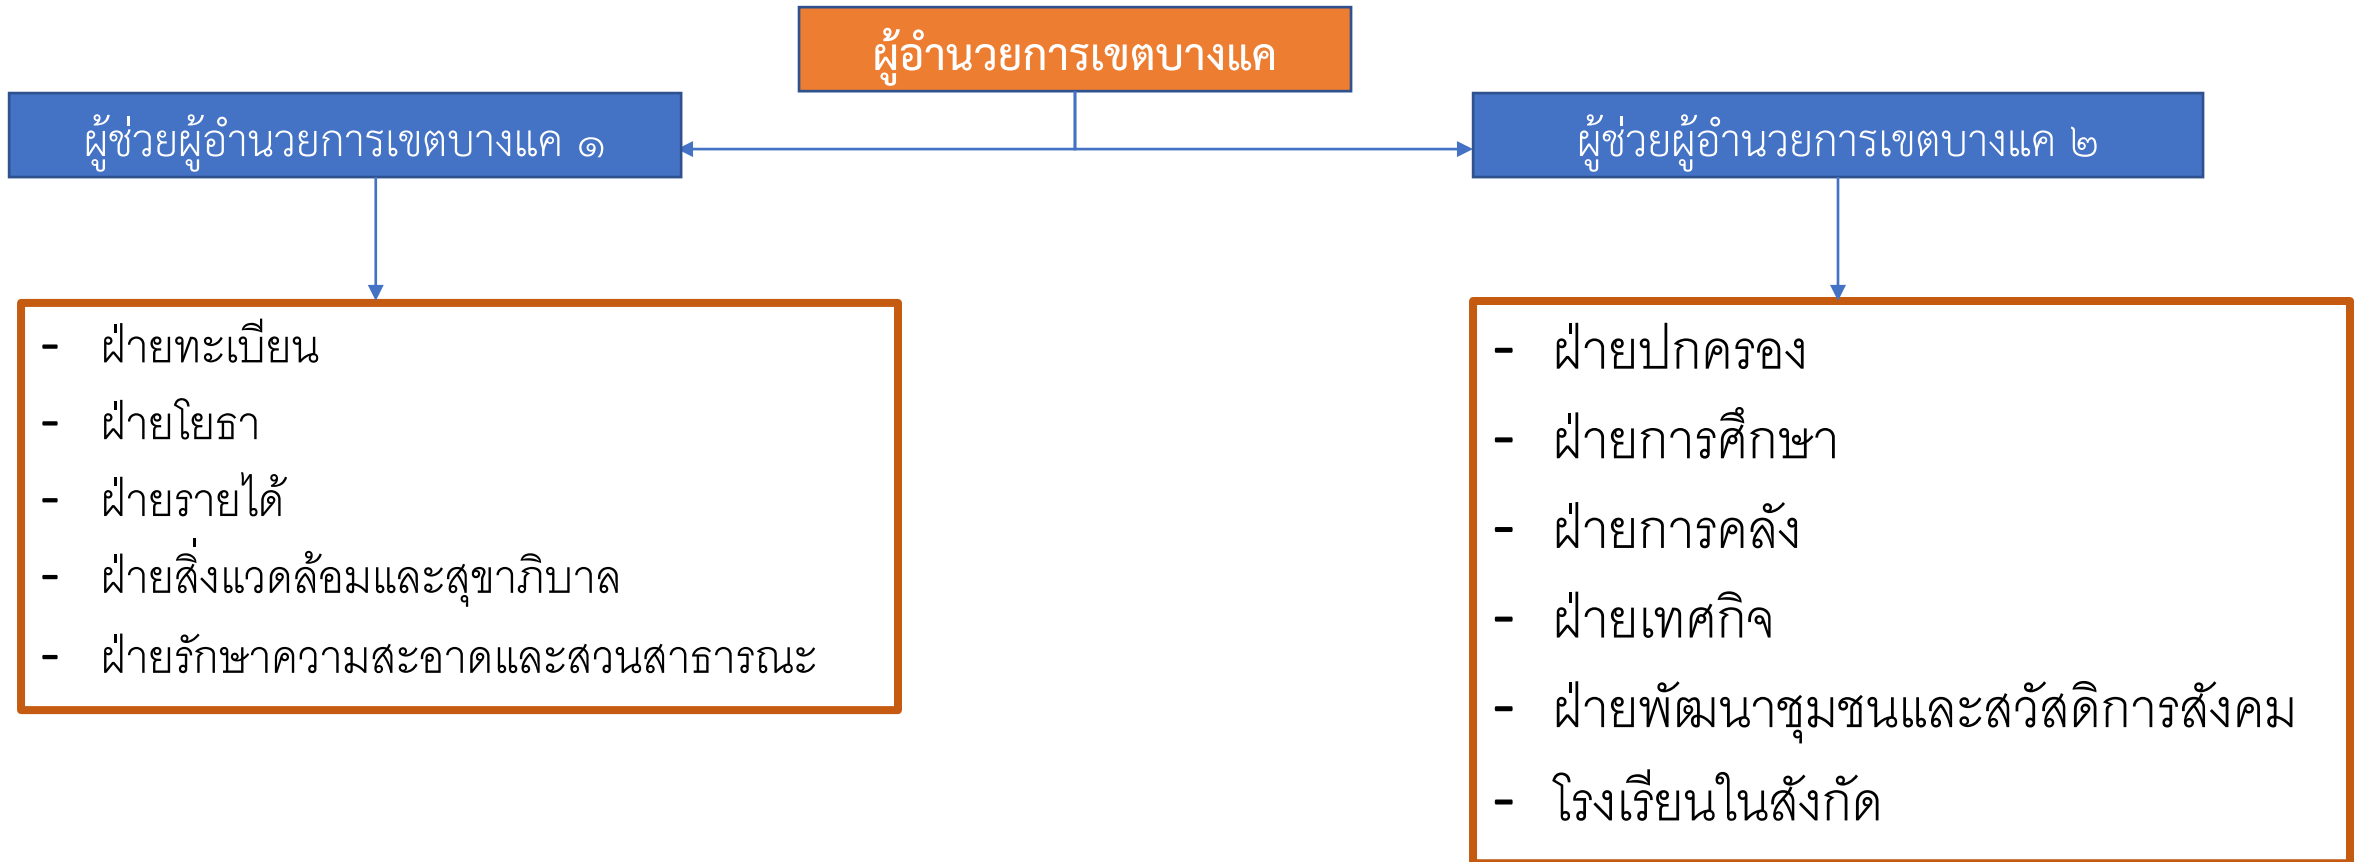 ผู้อำนวยการเขตบางแค
ผู้ช่วยผู้อำนวยการเขตบางแค ๑
ผู้ช่วยผู้อำนวยการเขตบางแค ๒
- ฝ่ายทะเบียน
- ฝ่ายโยธา
- ฝ่ายรายได้
- ฝ่ายสิ่งแวดล้อมและสุขาภิบาล
- ฝ่ายรักษาความสะอาดและสวนสาธารณะ
- ฝ่ายปกครอง
- ฝ่ายการศึกษา
- ฝ่ายการคลัง
- ฝ่ายเทศกิจ
- ฝ่ายพัฒนาชุมชนและสวัสดิการสังคม
- โรงเรียนในสังกัด